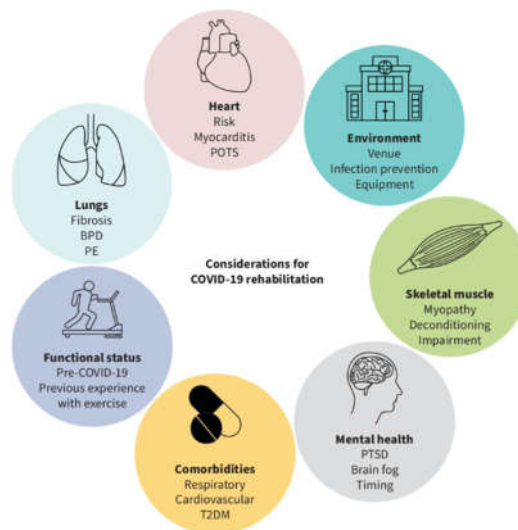 Heart
Risk
Myocarditis
POTS
Environment
Venue
Infection prevention
Equipment
Lungs
Fibrosis
BPD
PE
Considerations for
COVID-19 rehabilitation
Skeletal muscle
Myopathy
Deconditioning
Impairment
Functional status
Pre-COVID-19
Previous experience
with exercise
Mental health
PTSD
Brain fog
Timing
Comorbidities
Respiratory
Cardiovascular
T2DM